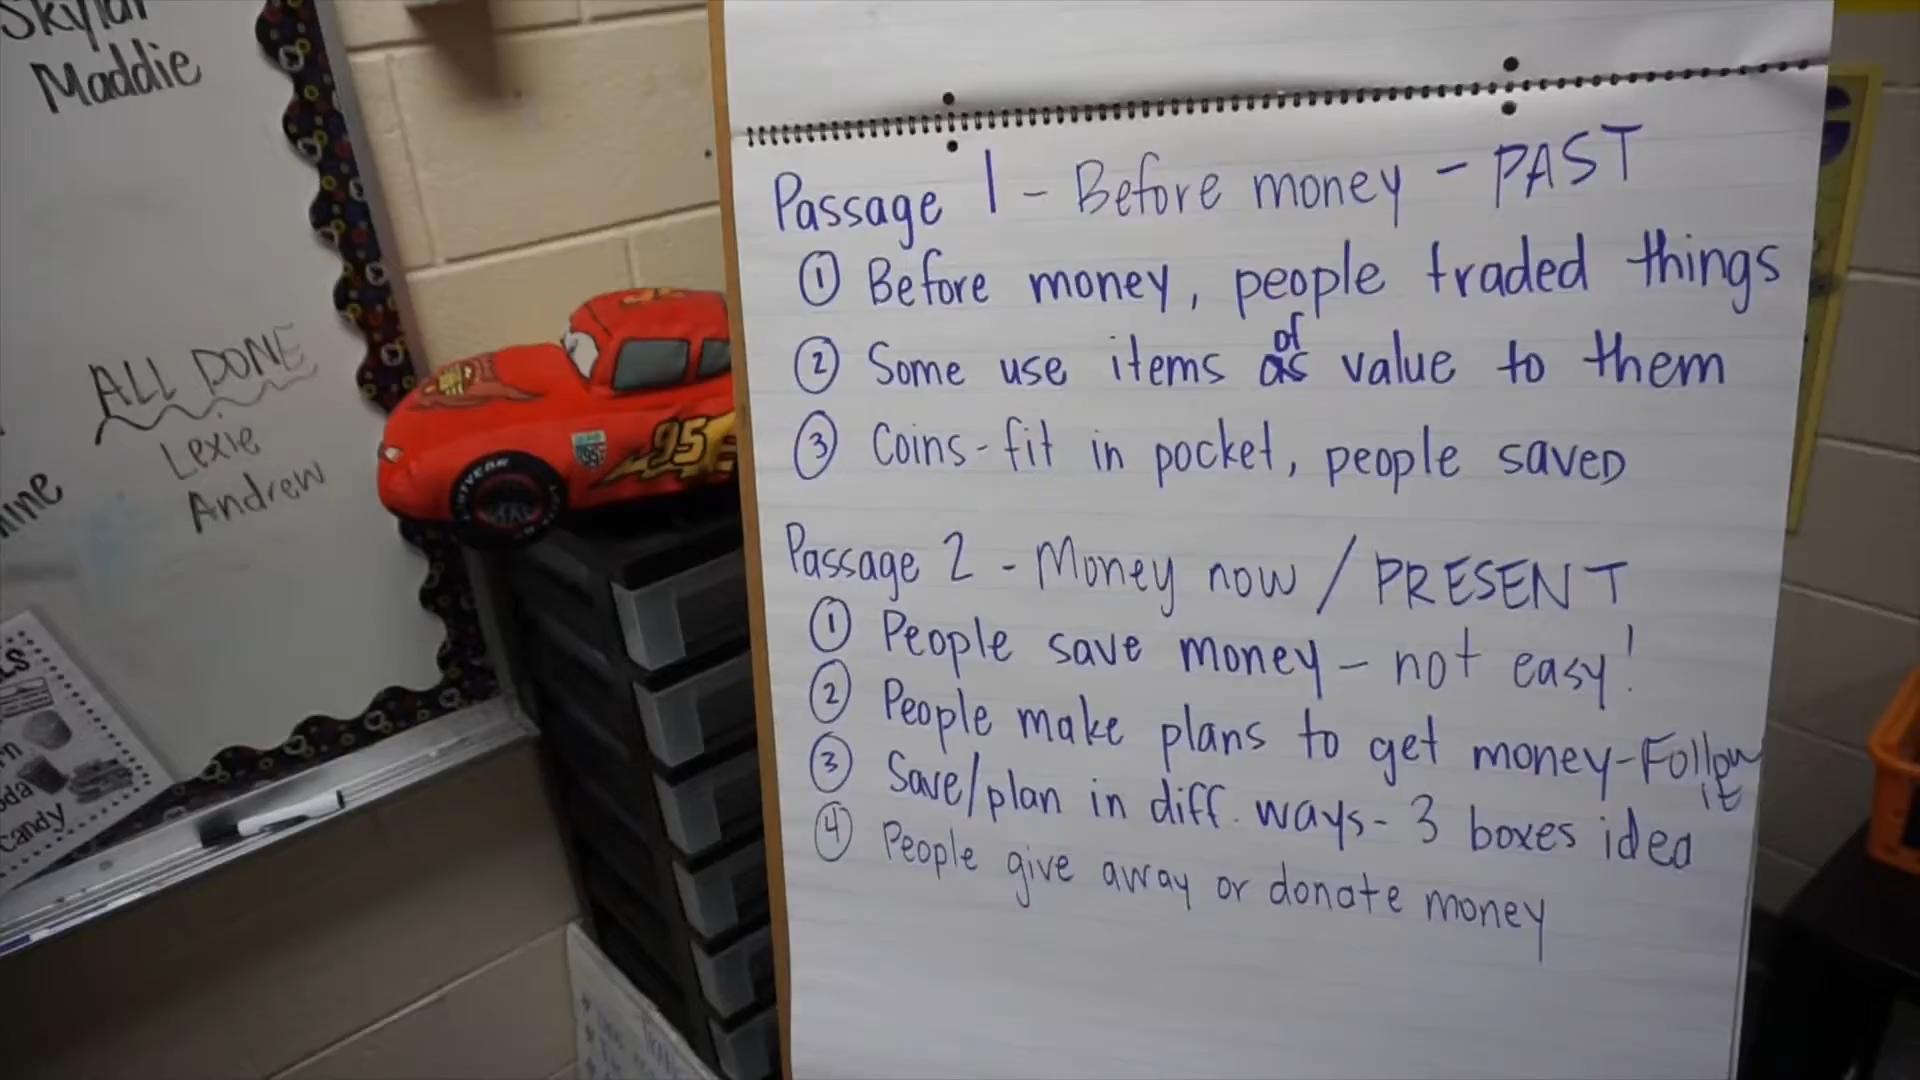 Maddie
ALL DONE
Lexie
Andrew
Candy
95
Passage 1 - Before money - PAST
① Before money, people traded things
of
② Some use items as value to them
③ Coins - fit in pocket, people saved
Passage 2 - Money now / PRESENT
① People save money - not easy!
② People make plans to get money - Follow
it
③ Save/plan in diff. ways - 3 boxes idea
④ People give away or donate money